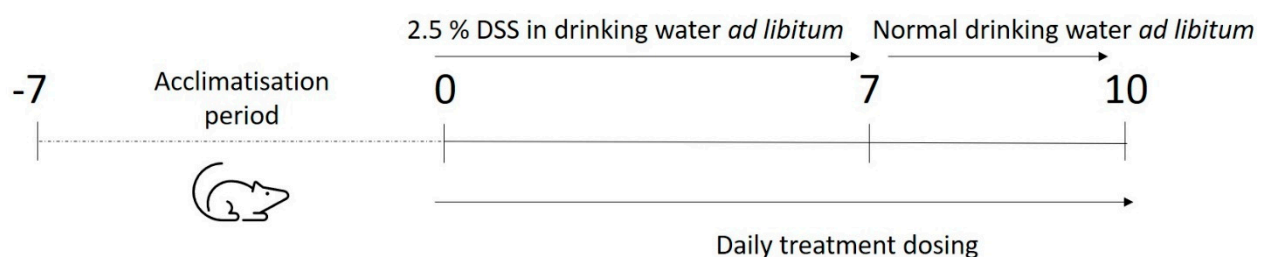 2.5 % DSS in drinking water ad libitum
Normal drinking water ad libitum
-7
Acclimatisation
period
0
7
10
Daily treatment dosing